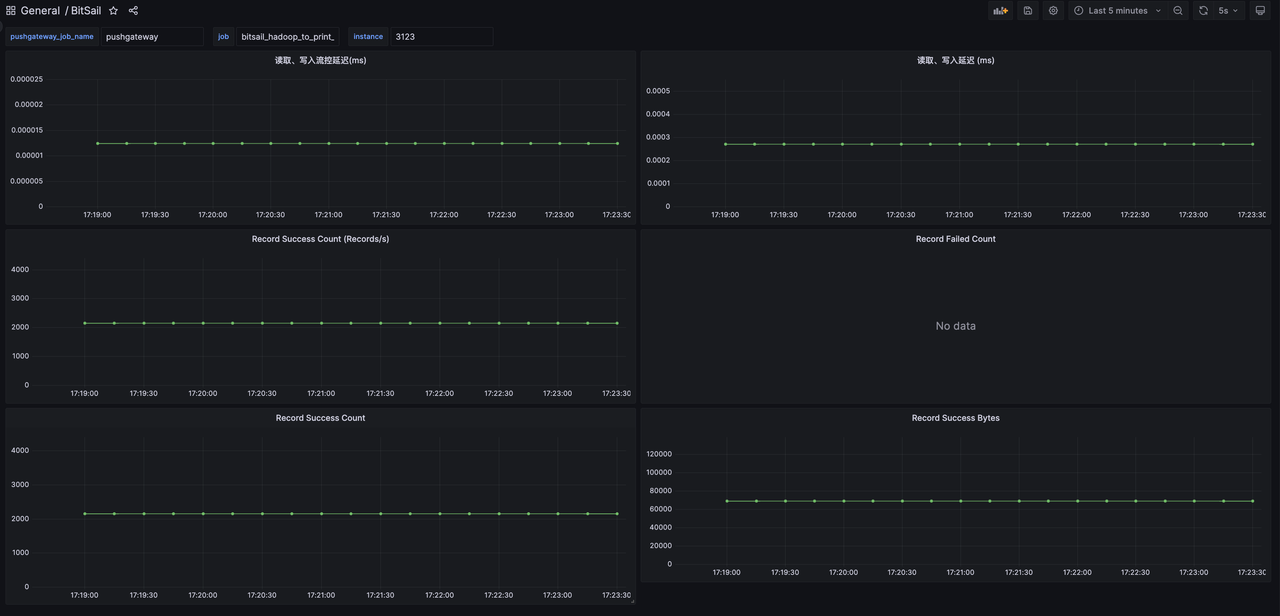 General / BitSail
Last 5 minutes
5s
pushgateway_job_name pushgateway job bitsail_hadoop_to_print_ instance 3123
读取、写入流控延迟(ms)
0.000025
0.00002
0.000015
0.00001
0.000005
0
17:19:00 17:19:30 17:20:00 17:20:30 17:21:00 17:21:30 17:22:00 17:22:30 17:23:00 17:23:30
读取、写入延迟 (ms)
0.0005
0.0004
0.0003
0.0002
0.0001
0
17:19:00 17:19:30 17:20:00 17:20:30 17:21:00 17:21:30 17:22:00 17:22:30 17:23:00 17:23:30
Record Success Count (Records/s)
4000
3000
2000
1000
0
17:19:00 17:19:30 17:20:00 17:20:30 17:21:00 17:21:30 17:22:00 17:22:30 17:23:00 17:23:30
Record Failed Count
No data
Record Success Count
4000
3000
2000
1000
0
17:19:00 17:19:30 17:20:00 17:20:30 17:21:00 17:21:30 17:22:00 17:22:30 17:23:00 17:23:30
Record Success Bytes
120000
100000
80000
60000
40000
20000
0
17:19:00 17:19:30 17:20:00 17:20:30 17:21:00 17:21:30 17:22:00 17:22:30 17:23:00 17:23:30